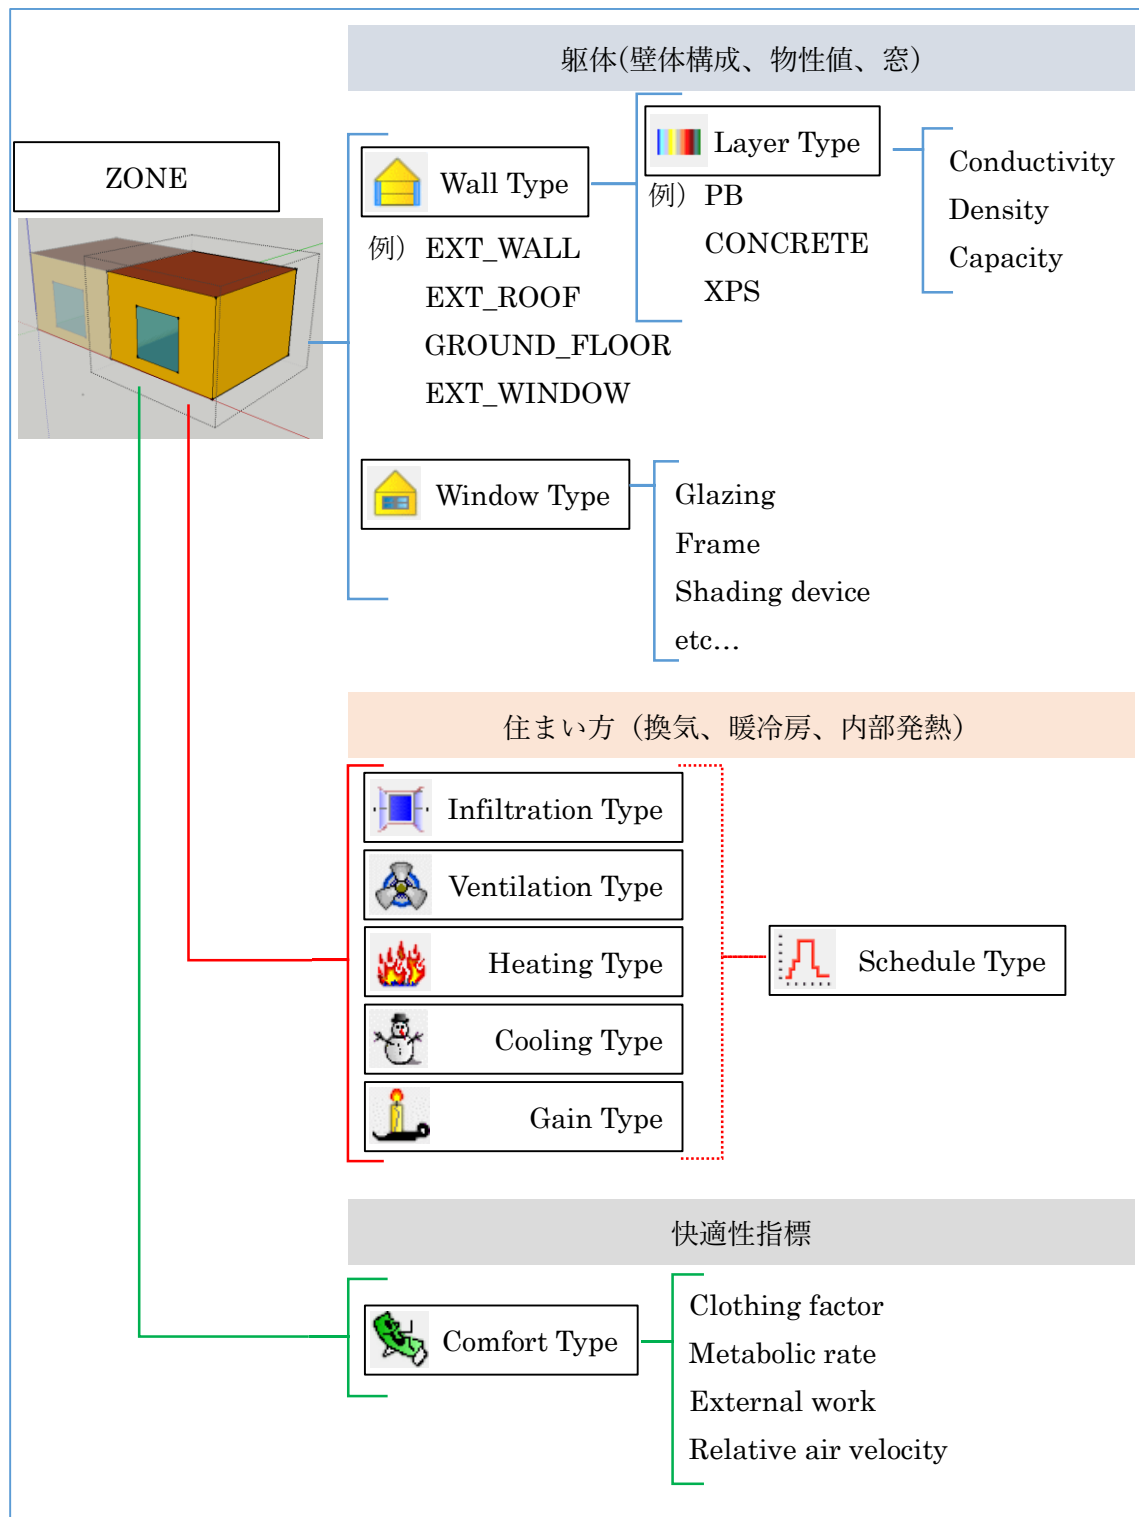 躯体(壁体構成、物性値、窓)
ZONE
Wall Type
例）EXT_WALL
EXT_ROOF
GROUND_FLOOR
EXT_WINDOW
Layer Type
例）PB
CONCRETE
XPS
Conductivity
Density
Capacity
Window Type
Glazing
Frame
Shading device
etc…
住まい方（換気、暖冷房、内部発熱）
Infiltration Type
Ventilation Type
Heating Type
Cooling Type
Gain Type
Schedule Type
快適性指標
Comfort Type
Clothing factor
Metabolic rate
External work
Relative air velocity